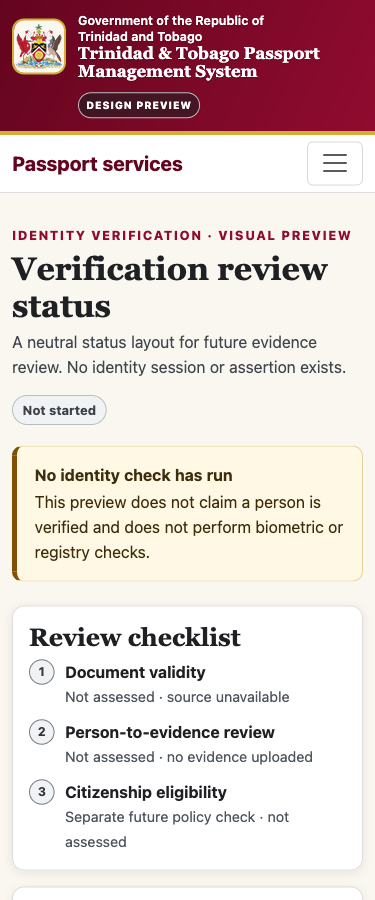 Government of the Republic of
Trinidad and Tobago
Trinidad & Tobago Passport
Management System
DESIGN PREVIEW
Passport services
IDENTITY VERIFICATION · VISUAL PREVIEW
Verification review
status
A neutral status layout for future evidence
review. No identity session or assertion exists.
Not started
No identity check has run
This preview does not claim a person is
verified and does not perform biometric or
registry checks.
Review checklist
1 Document validity
Not assessed · source unavailable
2 Person-to-evidence review
Not assessed · no evidence uploaded
3 Citizenship eligibility
Separate future policy check · not
assessed